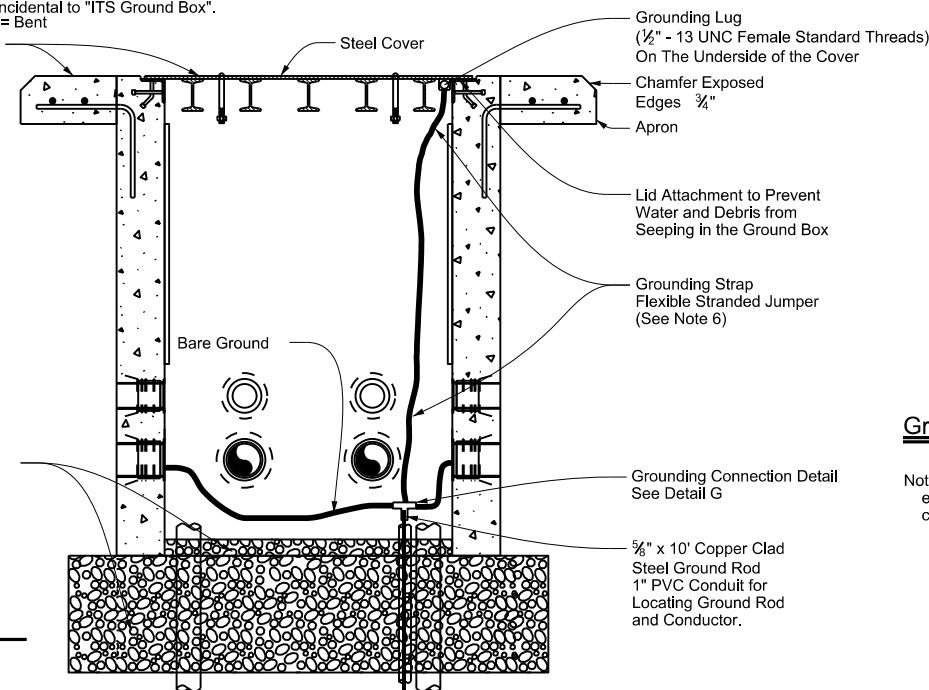 ncidental to "ITS Ground Box".
= Bent
Steel Cover
Grounding Lug
(½" - 13 UNC Female Standard Threads)
On The Underside of the Cover
Chamfer Exposed
Edges ¾"
Apron
Lid Attachment to Prevent
Water and Debris from
Seeping in the Ground Box
Grounding Strap
Flexible Stranded Jumper
(See Note 6)
Bare Ground
Gr
Not
e
c
Grounding Connection Detail
See Detail G
⅝" x 10' Copper Clad
Steel Ground Rod
1" PVC Conduit for
Locating Ground Rod
and Conductor.